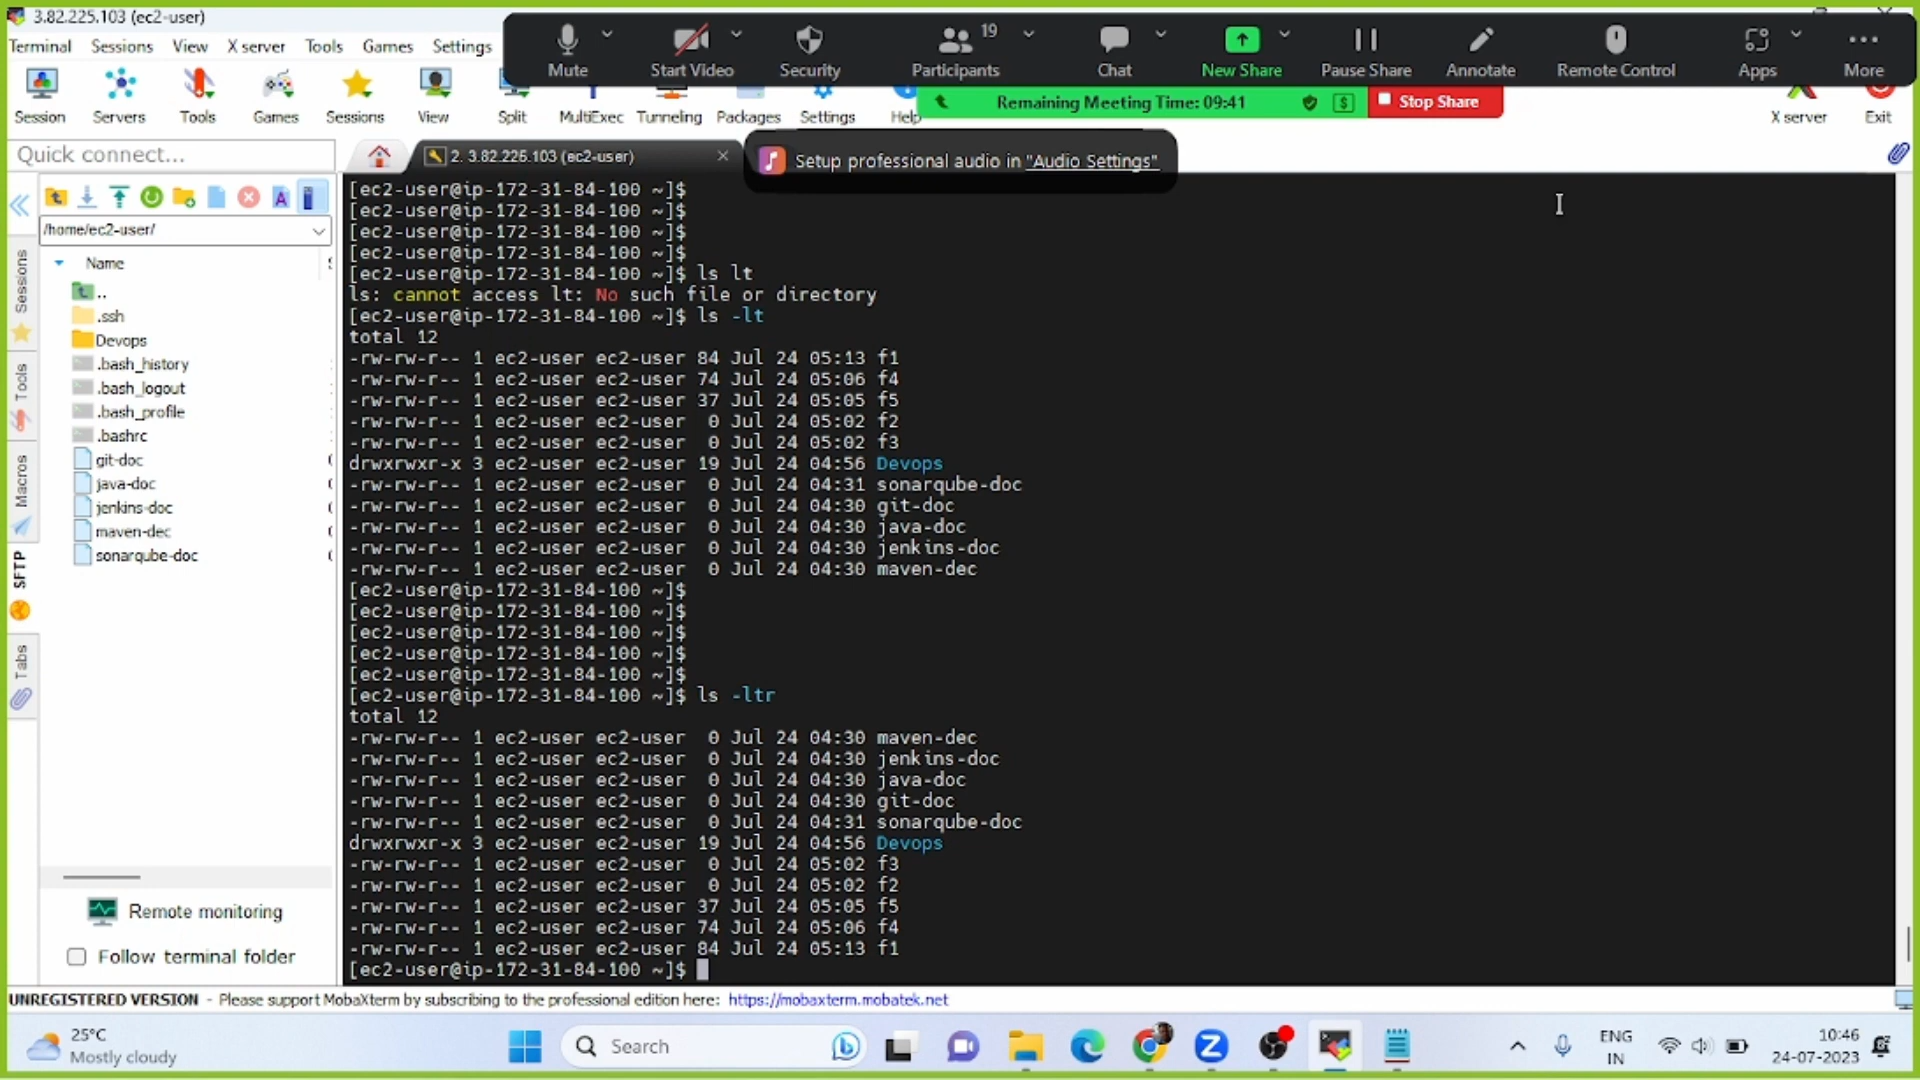 3.82.225.103 (ec2-user)
Terminal Sessions View X server Tools Games Settings
Mute Start Video Security Participants 19 Chat New Share Pause Share Annotate Remote Control Apps More
Session Servers Tools Games Sessions View Split MultiExec Tunneling Packages Settings Help
Remaining Meeting Time: 09:41
Stop Share
X server Exit
Quick connect...
2. 3.82.225.103 (ec2-user)
Setup professional audio in "Audio Settings"
/home/ec2-user/
Name
..
.ssh
Devops
.bash_history
.bash_logout
.bash_profile
.bashrc
git-doc
java-doc
jenkins-doc
maven-dec
sonarqube-doc
Sessions
Tools
Macros
SFTP
Tabs
Remote monitoring
Follow terminal folder
[ec2-user@ip-172-31-84-100 ~]$
[ec2-user@ip-172-31-84-100 ~]$
[ec2-user@ip-172-31-84-100 ~]$
[ec2-user@ip-172-31-84-100 ~]$
[ec2-user@ip-172-31-84-100 ~]$ ls lt
ls: cannot access lt: No such file or directory
[ec2-user@ip-172-31-84-100 ~]$ ls -lt
total 12
-rw-rw-r-- 1 ec2-user ec2-user 84 Jul 24 05:13 f1
-rw-rw-r-- 1 ec2-user ec2-user 74 Jul 24 05:06 f4
-rw-rw-r-- 1 ec2-user ec2-user 37 Jul 24 05:05 f5
-rw-rw-r-- 1 ec2-user ec2-user  0 Jul 24 05:02 f2
-rw-rw-r-- 1 ec2-user ec2-user  0 Jul 24 05:02 f3
drwxrwxr-x 3 ec2-user ec2-user 19 Jul 24 04:56 Devops
-rw-rw-r-- 1 ec2-user ec2-user  0 Jul 24 04:31 sonarqube-doc
-rw-rw-r-- 1 ec2-user ec2-user  0 Jul 24 04:30 git-doc
-rw-rw-r-- 1 ec2-user ec2-user  0 Jul 24 04:30 java-doc
-rw-rw-r-- 1 ec2-user ec2-user  0 Jul 24 04:30 jenkins-doc
-rw-rw-r-- 1 ec2-user ec2-user  0 Jul 24 04:30 maven-dec
[ec2-user@ip-172-31-84-100 ~]$
[ec2-user@ip-172-31-84-100 ~]$
[ec2-user@ip-172-31-84-100 ~]$
[ec2-user@ip-172-31-84-100 ~]$
[ec2-user@ip-172-31-84-100 ~]$
[ec2-user@ip-172-31-84-100 ~]$ ls -ltr
total 12
-rw-rw-r-- 1 ec2-user ec2-user  0 Jul 24 04:30 maven-dec
-rw-rw-r-- 1 ec2-user ec2-user  0 Jul 24 04:30 jenkins-doc
-rw-rw-r-- 1 ec2-user ec2-user  0 Jul 24 04:30 java-doc
-rw-rw-r-- 1 ec2-user ec2-user  0 Jul 24 04:30 git-doc
-rw-rw-r-- 1 ec2-user ec2-user  0 Jul 24 04:31 sonarqube-doc
drwxrwxr-x 3 ec2-user ec2-user 19 Jul 24 04:56 Devops
-rw-rw-r-- 1 ec2-user ec2-user  0 Jul 24 05:02 f3
-rw-rw-r-- 1 ec2-user ec2-user  0 Jul 24 05:02 f2
-rw-rw-r-- 1 ec2-user ec2-user 37 Jul 24 05:05 f5
-rw-rw-r-- 1 ec2-user ec2-user 74 Jul 24 05:06 f4
-rw-rw-r-- 1 ec2-user ec2-user 84 Jul 24 05:13 f1
[ec2-user@ip-172-31-84-100 ~]$
UNREGISTERED VERSION - Please support MobaXterm by subscribing to the professional edition here: https://mobaxterm.mobatek.net
25°C
Mostly cloudy
Search
ENG
IN
10:46
24-07-2023